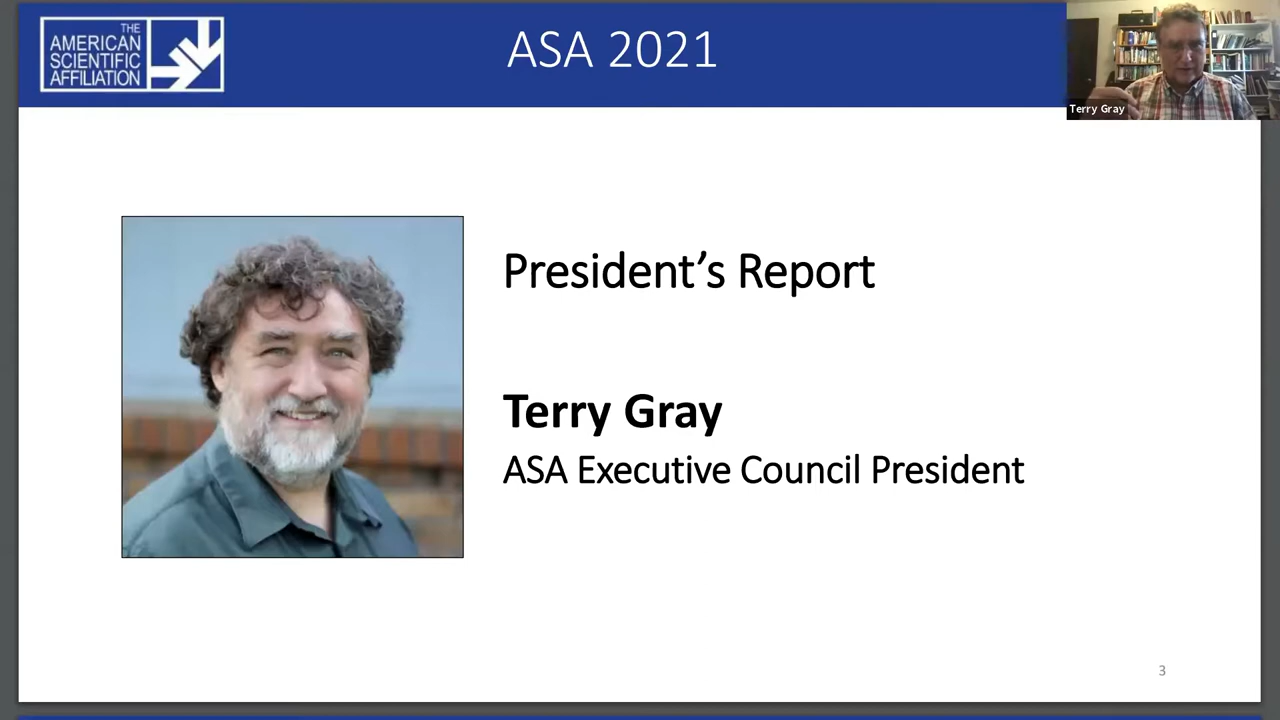 THE
AMERICAN
SCIENTIFIC
AFFILIATION
ASA 2021
Terry Gray
President’s Report
Terry Gray
ASA Executive Council President
3